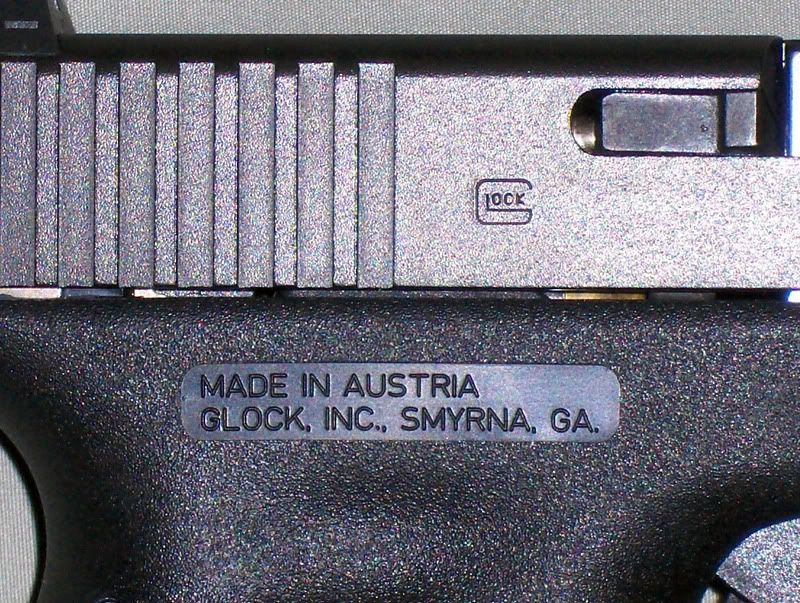 GLOCK
MADE IN AUSTRIA
GLOCK, INC., SMYRNA, GA.